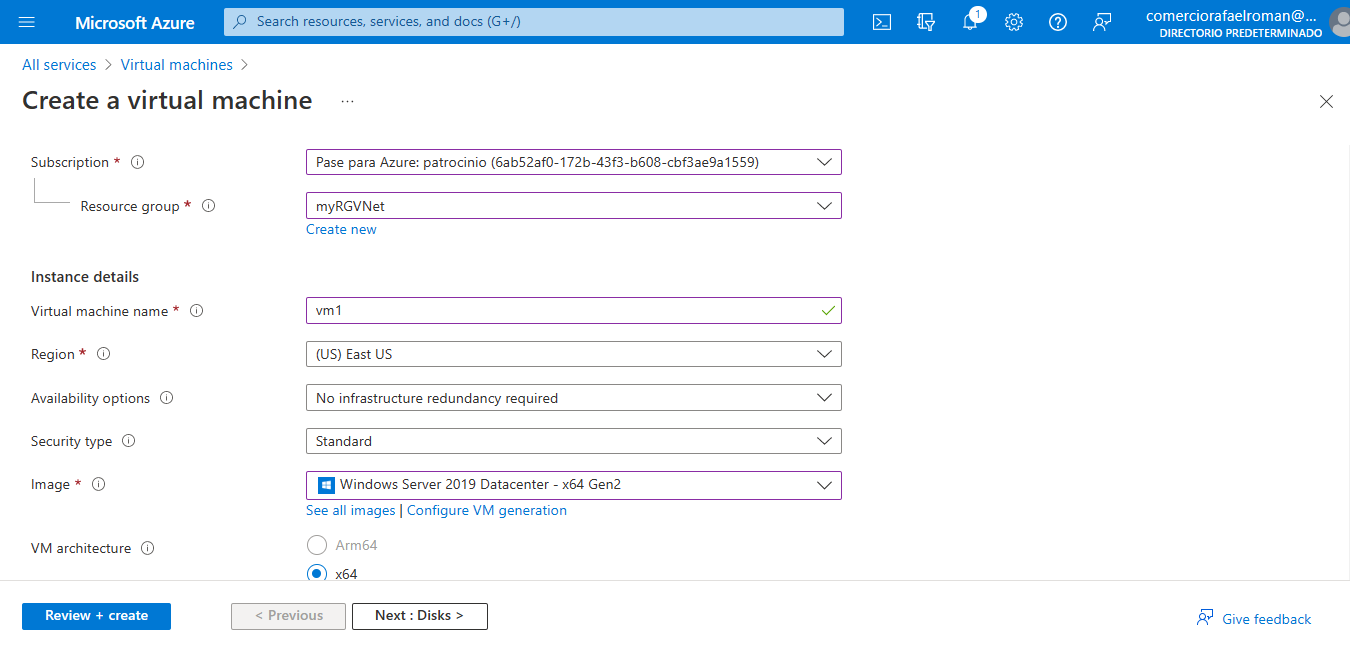 Microsoft Azure
Search resources, services, and docs (G+/)
1
comerciorafaelroman@...
DIRECTORIO PREDETERMINADO
All services > Virtual machines >
Create a virtual machine ...
Subscription *
Pase para Azure: patrocinio (6ab52af0-172b-43f3-b608-cbf3ae9a1559)
Resource group *
myRGVNet
Create new
Instance details
Virtual machine name *
vm1
Region *
(US) East US
Availability options
No infrastructure redundancy required
Security type
Standard
Image *
Windows Server 2019 Datacenter - x64 Gen2
See all images | Configure VM generation
VM architecture
Arm64
x64
Review + create
< Previous
Next : Disks >
Give feedback